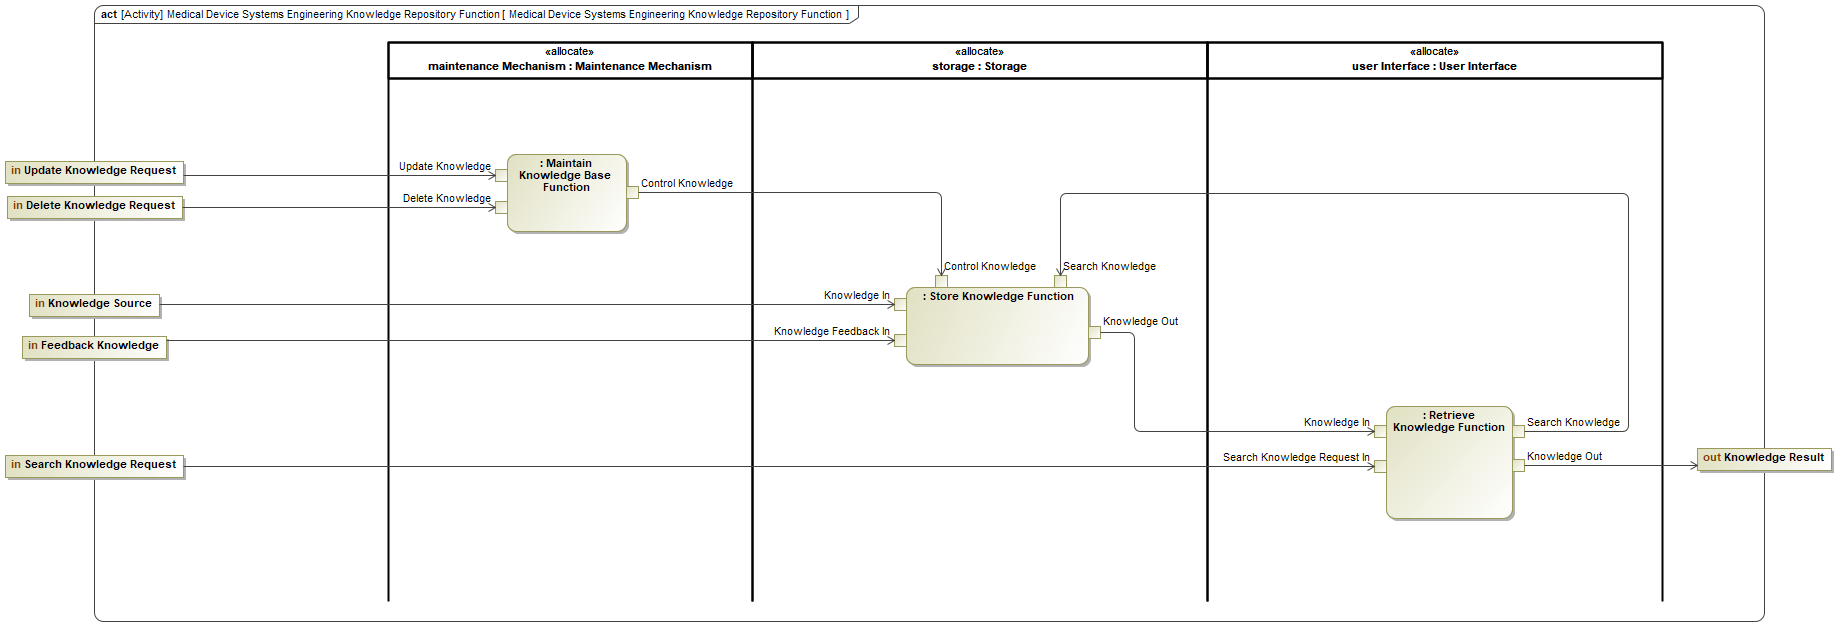 act [Activity] Medical Device Systems Engineering Knowledge Repository Function [ Medical Device Systems Engineering Knowledge Repository Function ]
«allocate»
maintenance Mechanism : Maintenance Mechanism
«allocate»
storage : Storage
«allocate»
user Interface : User Interface
in Update Knowledge Request
Update Knowledge
in Delete Knowledge Request
Delete Knowledge
: Maintain
Knowledge Base
Function
Control Knowledge
Control Knowledge
Search Knowledge
in Knowledge Source
Knowledge In
in Feedback Knowledge
Knowledge Feedback In
: Store Knowledge Function
Knowledge Out
Knowledge In
in Search Knowledge Request
Search Knowledge Request In
: Retrieve
Knowledge Function
Search Knowledge
Knowledge Out
out Knowledge Result